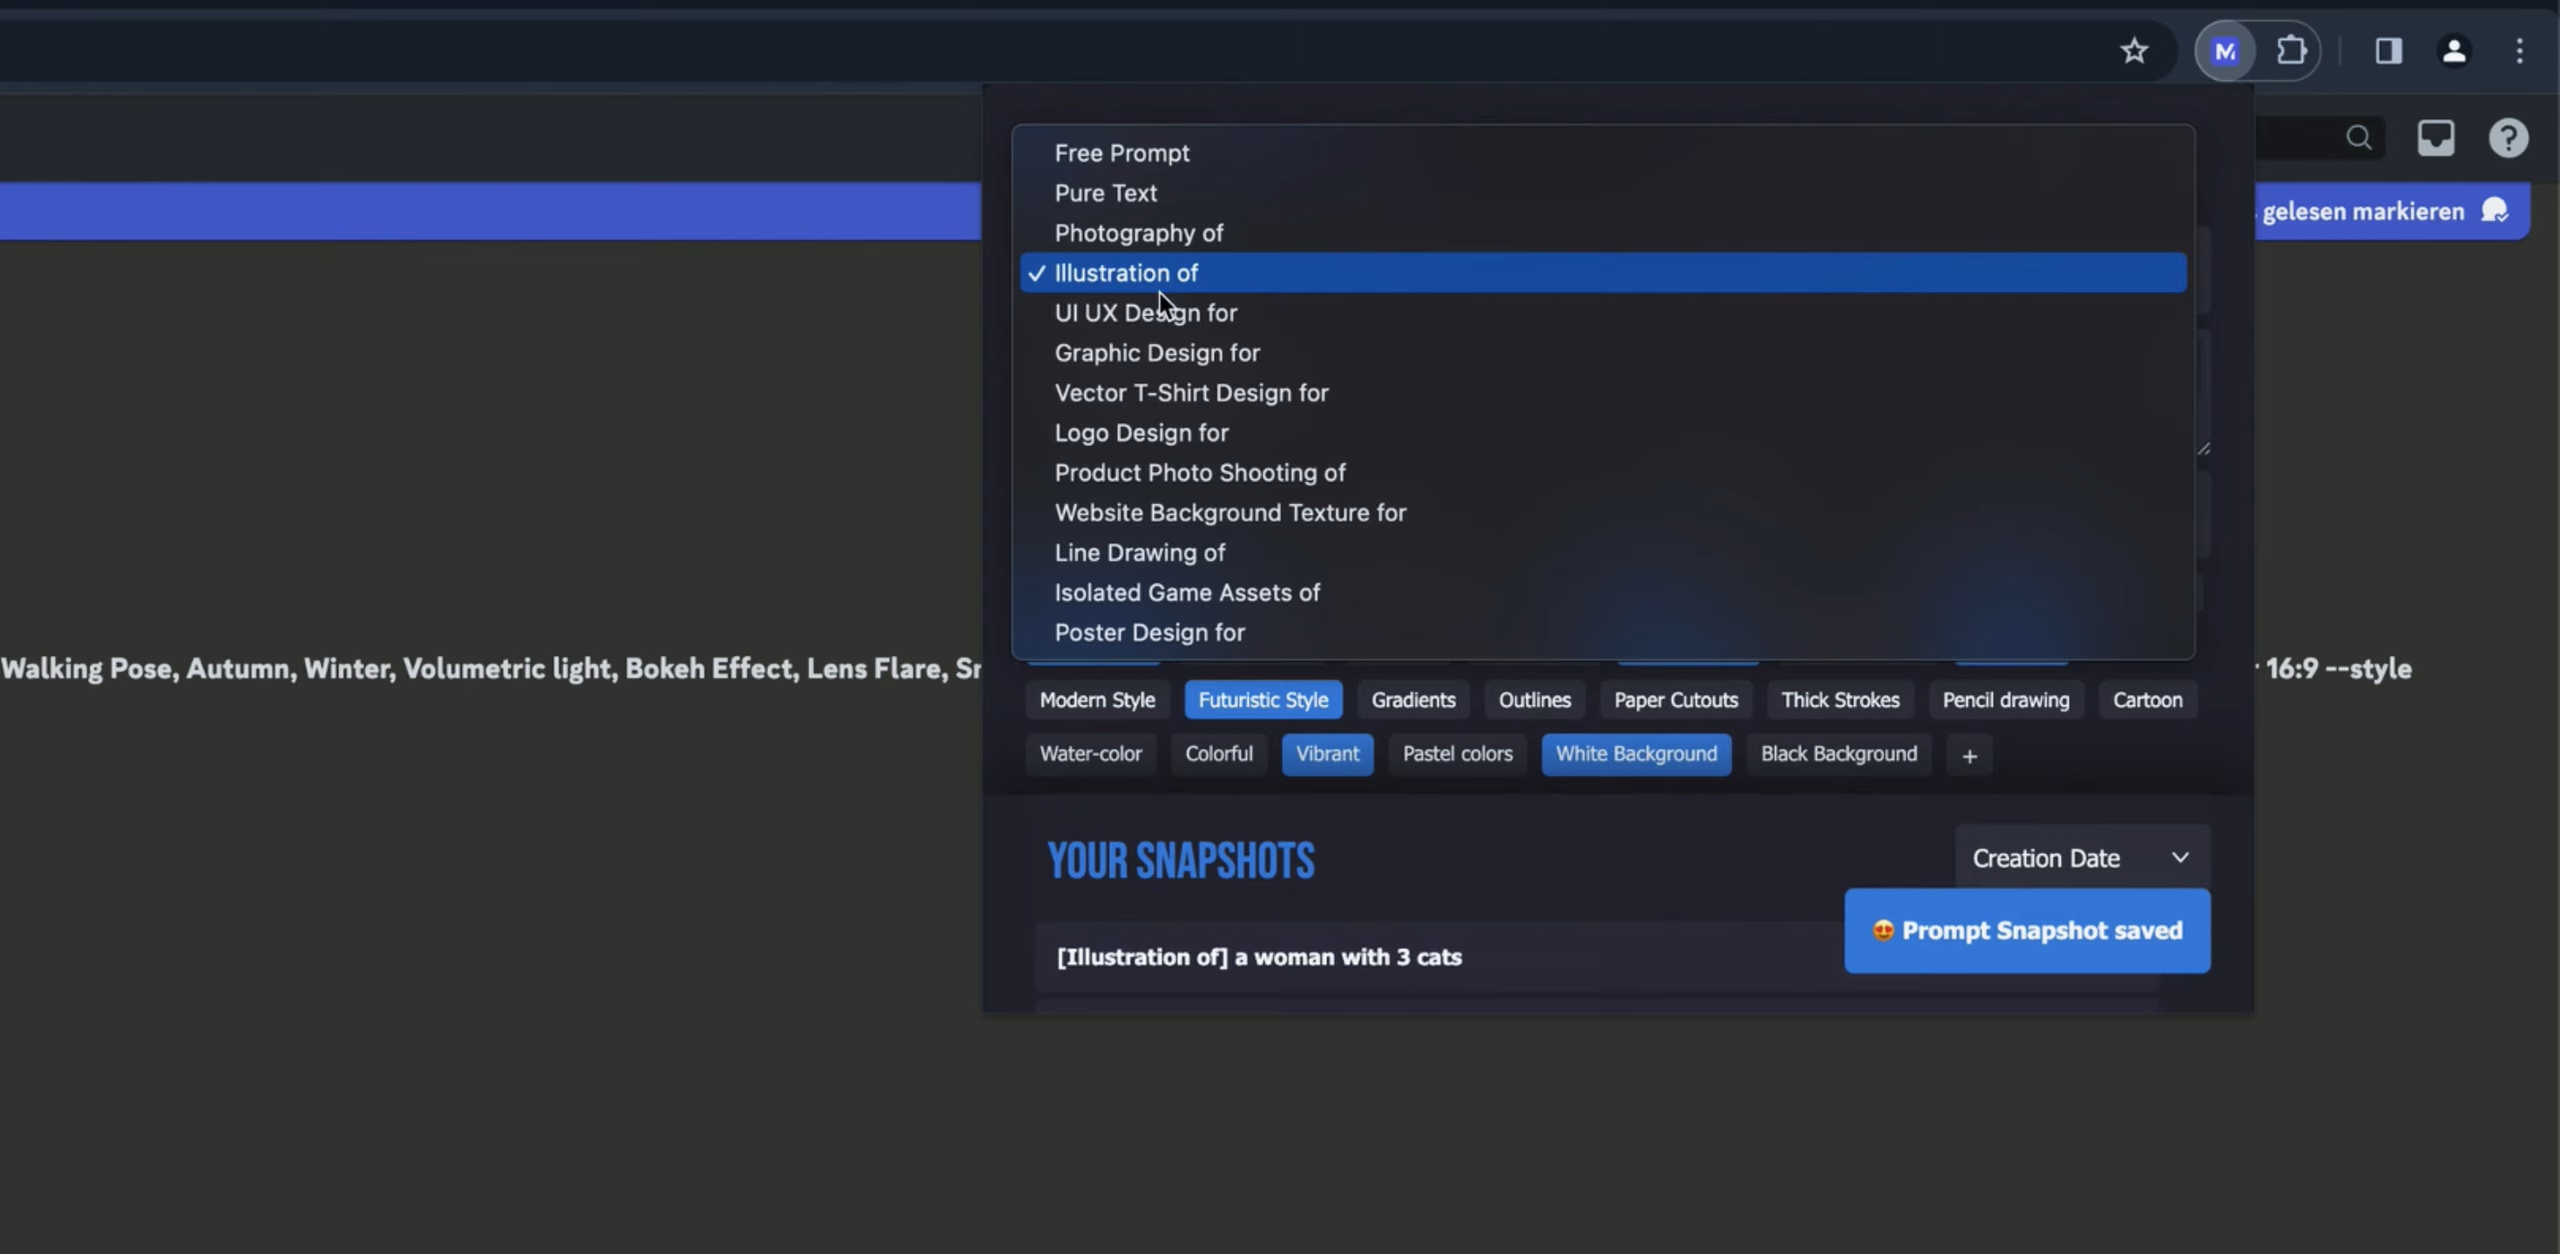 M
?
Free Prompt
gelesen markieren
Pure Text
Photography of
✓ Illustration of
UI UX Design for
Graphic Design for
Vector T-Shirt Design for
Logo Design for
Product Photo Shooting of
Website Background Texture for
Line Drawing of
Isolated Game Assets of
Poster Design for
Walking Pose, Autumn, Winter, Volumetric light, Bokeh Effect, Lens Flare,
16:9 --style
Modern Style Futuristic Style Gradients Outlines Paper Cutouts Thick Strokes Pencil drawing Cartoon
Water-color Colorful Vibrant Pastel colors White Background Black Background +
YOUR SNAPSHOTS
Creation Date
😍 Prompt Snapshot saved
[Illustration of] a woman with 3 cats